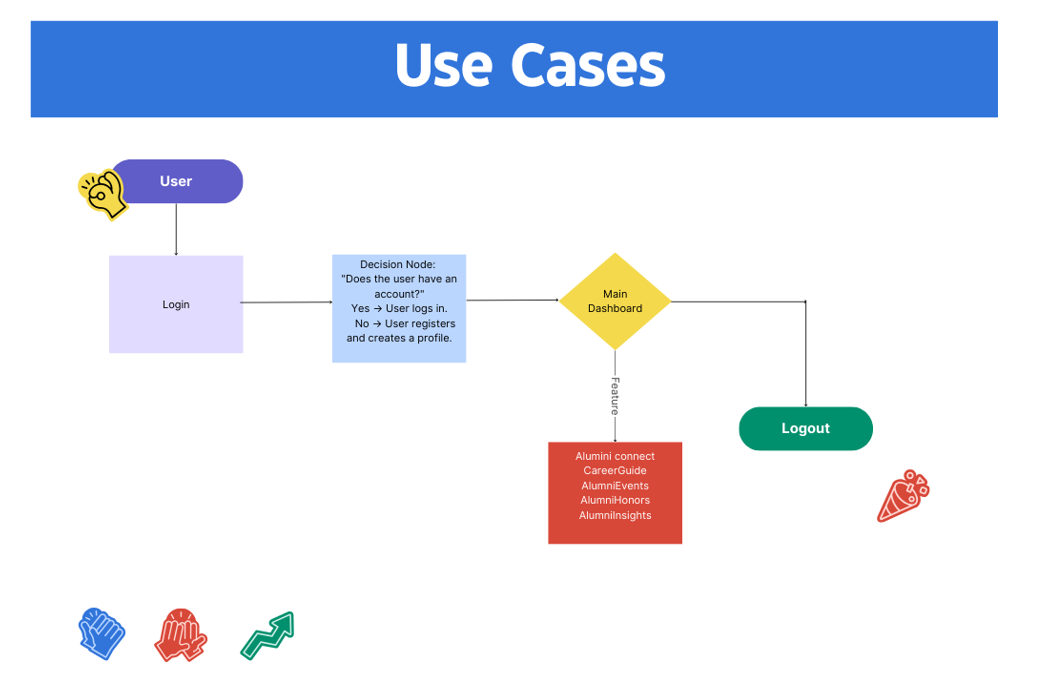 Use Cases
User
Login
Decision Node:
"Does the user have an
account?"
Yes → User logs in.
No → User registers
and creates a profile.
Main
Dashboard
Feature
Logout
Alumini connect
CareerGuide
AlumniEvents
AlumniHonors
AlumniInsights